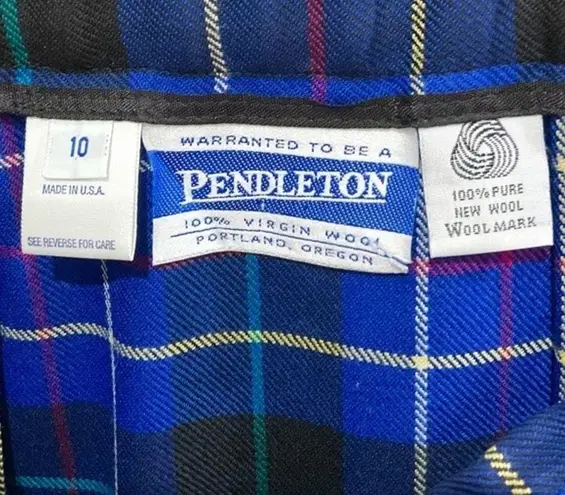 10
MADE IN U.S.A.
SEE REVERSE FOR CARE
WARRANTED TO BE A
PENDLETON
100% VIRGIN WOOL
PORTLAND, OREGON
100% PURE
NEW WOOL
WOOLMARK